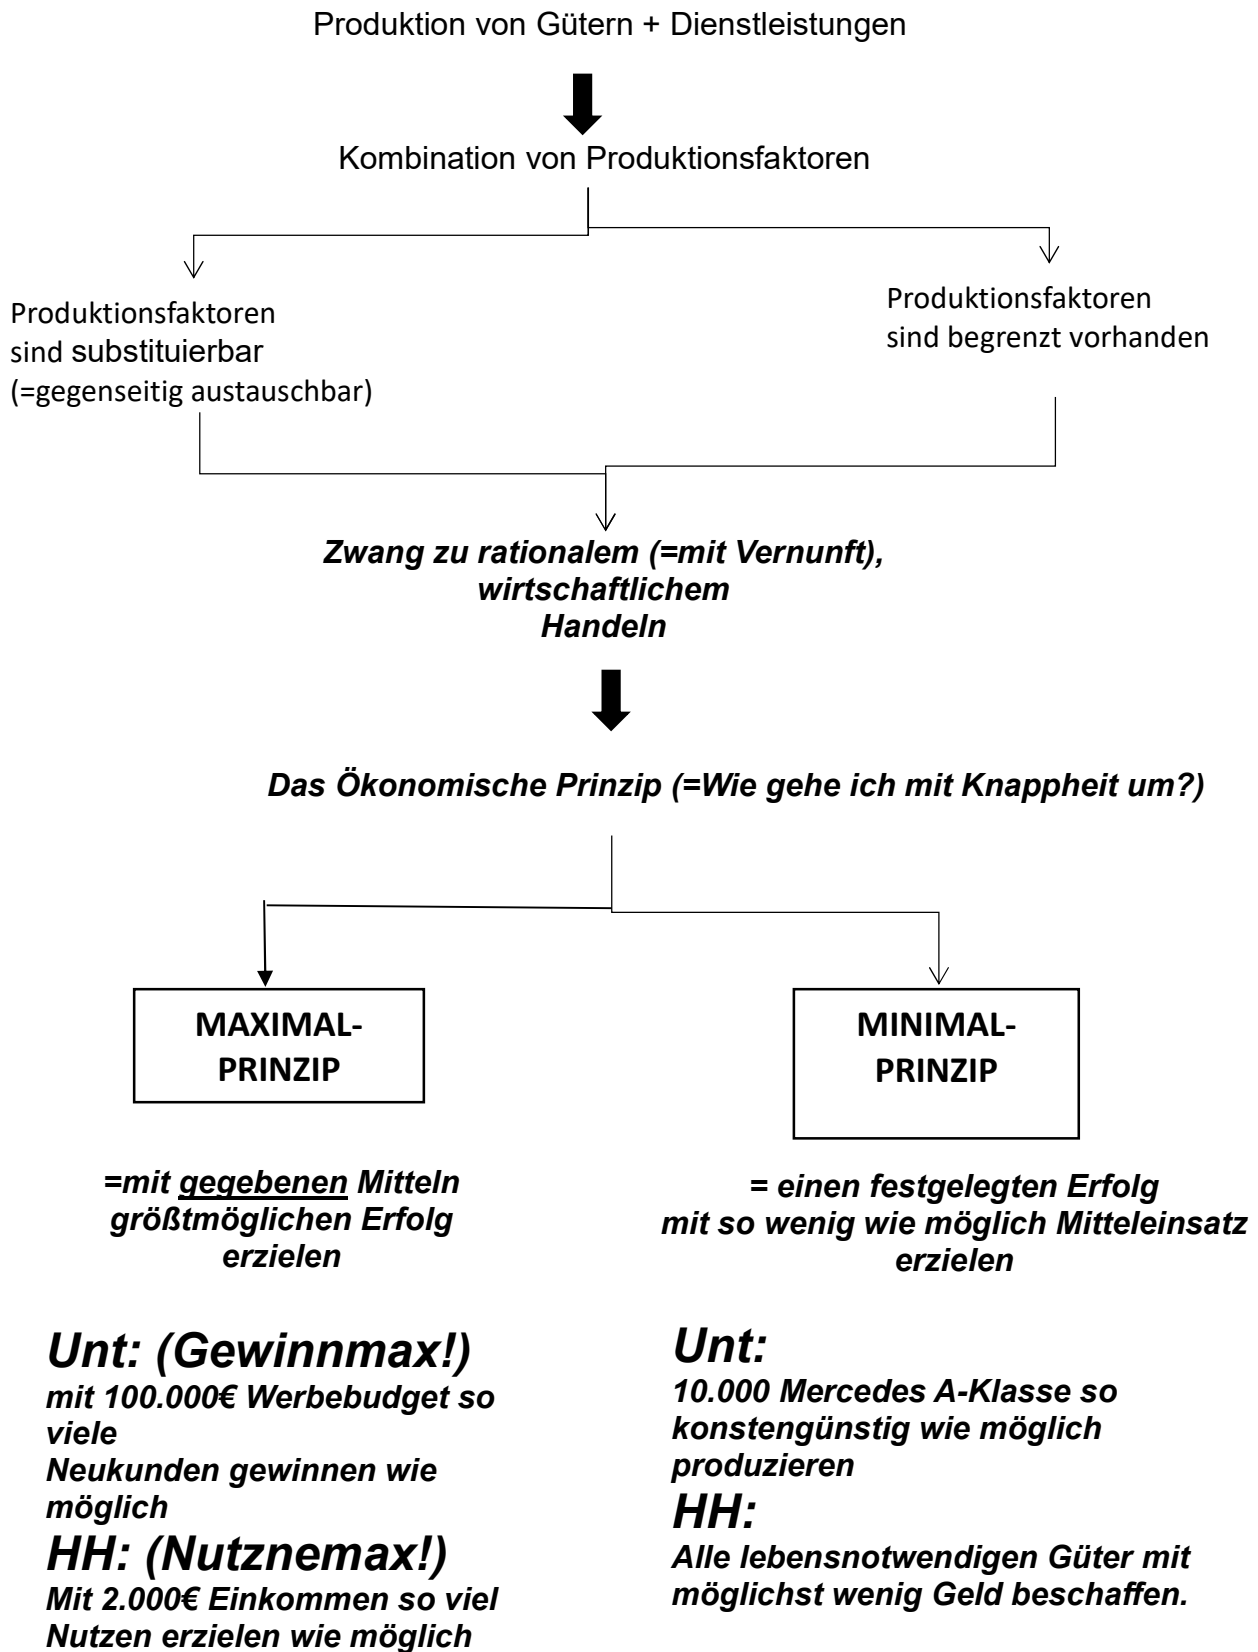 Produktion von Gütern + Dienstleistungen
Kombination von Produktionsfaktoren
Produktionsfaktoren
sind substituierbar
(=gegenseitig austauschbar)
Produktionsfaktoren
sind begrenzt vorhanden
Zwang zu rationalem (=mit Vernunft),
wirtschaftlichem
Handeln
Das Ökonomische Prinzip (=Wie gehe ich mit Knappheit um?)
MAXIMAL-
PRINZIP
=mit gegebenen Mitteln
größtmöglichen Erfolg
erzielen
Unt: (Gewinnmax!)
mit 100.000€ Werbebudget so
viele
Neukunden gewinnen wie
möglich
HH: (Nutznemax!)
Mit 2.000€ Einkommen so viel
Nutzen erzielen wie möglich
MINIMAL-
PRINZIP
= einen festgelegten Erfolg
mit so wenig wie möglich Mitteleinsatz
erzielen
Unt:
10.000 Mercedes A-Klasse so
konstengünstig wie möglich
produzieren
HH:
Alle lebensnotwendigen Güter mit
möglichst wenig Geld beschaffen.